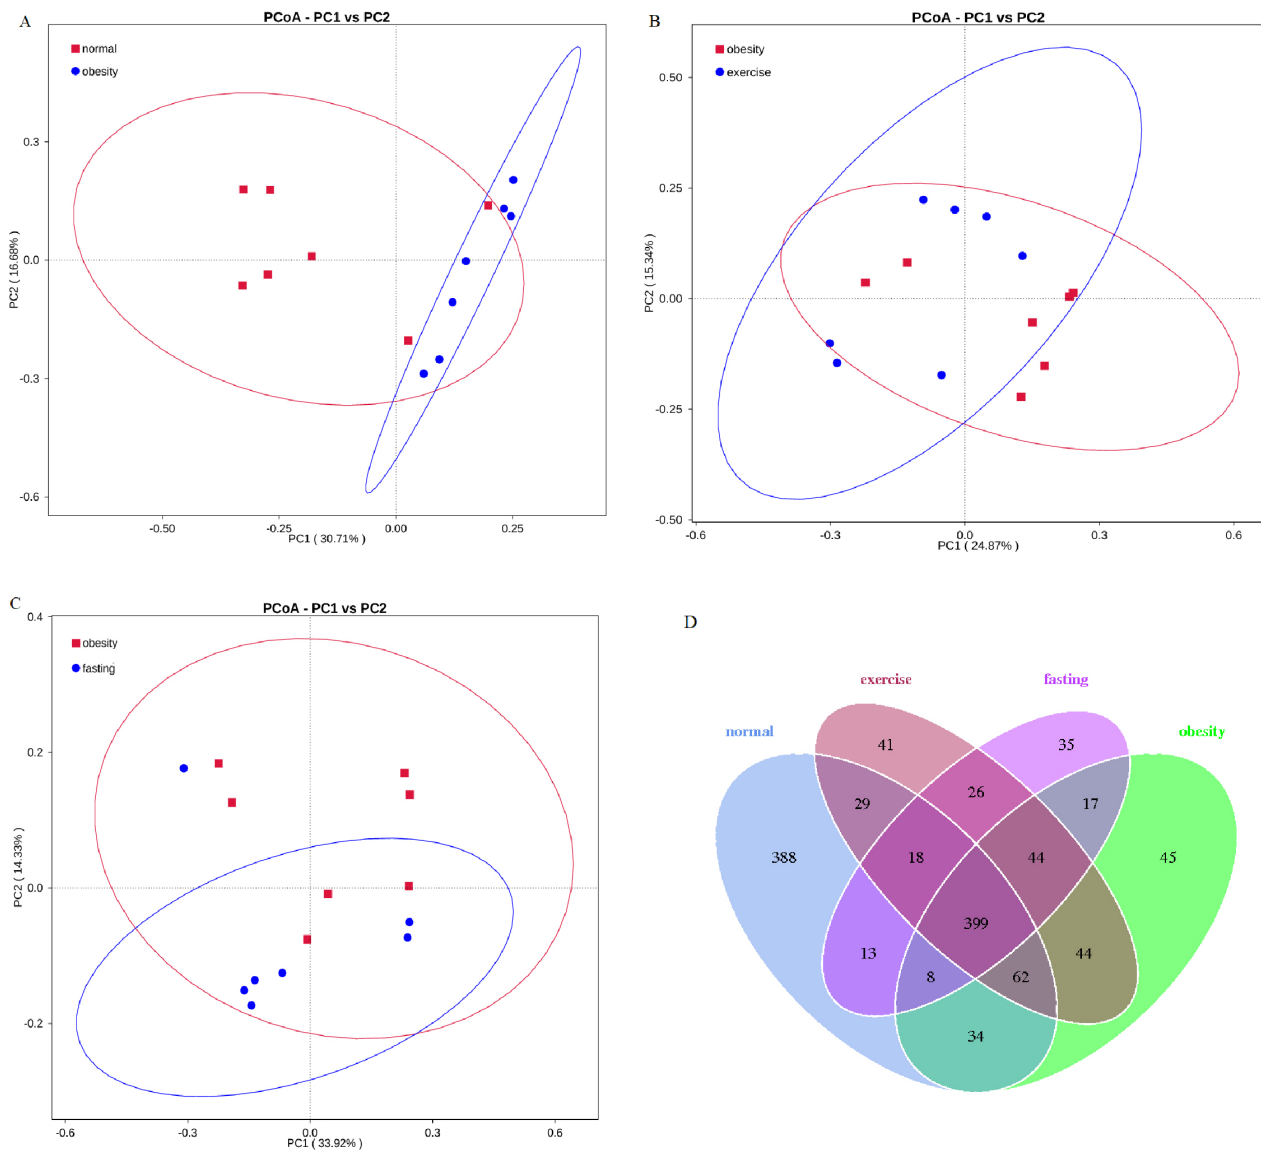 A
PCoA - PC1 vs PC2
normal
obesity
0.3
0.0
-0.3
-0.6
PC2 ( 16.68% )
-0.50
-0.25
0.00
0.25
PC1 ( 30.71% )
B
PCoA - PC1 vs PC2
obesity
exercise
0.50
0.25
0.00
-0.25
-0.50
PC2 ( 15.34% )
-0.6
-0.3
0.0
0.3
0.6
PC1 ( 24.87% )
C
PCoA - PC1 vs PC2
obesity
fasting
0.4
0.2
0.0
-0.2
PC2 ( 14.33% )
-0.6
-0.3
0.0
0.3
0.6
PC1 ( 33.92% )
D
exercise
fasting
normal
obesity
41
35
29
26
17
388
18
44
45
399
13
8
62
44
34